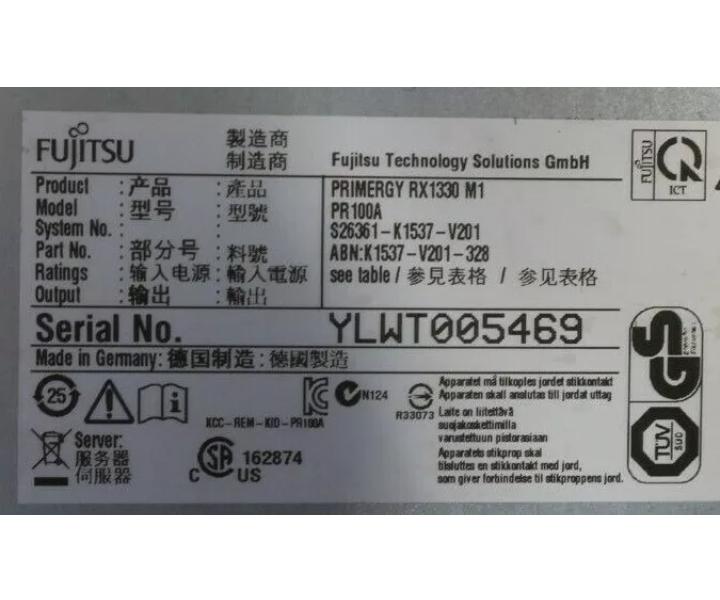 FUJITSU
製造商
制造商
Fujitsu Technology Solutions GmbH
FUJITSU
ICT
Product : 产品 : 產品 PRIMERGY RX1330 M1
Model : 型号 : 型號 PR100A
System No. : : S26361-K1537-V201
Part No. : 部分号 : 料號 ABN:K1537-V201-328
Ratings : 输入电源 : 輸入電源 see table / 參見表格 / 参见表格
Output : 输出 : 輸出
Serial No. YLWT005469
Made in Germany: 德国制造 : 德國製造
25
i
KCC-REM-KIO-PR100A
N124
R33073
Apparatet må tilkoples jordet stikkontakt
Apparaten skall anslutas till jordat uttag
Laite on liitettävä
suojakoskettimilla
varustettuun pistorasiaan
Apparatets stikprop skal
tilsluttes en stikkontakt med jord,
som giver forbindelse til stikproppens jord.
Server:
服务器
伺服器
C SA US
162874
GS
TÜV
SÜD